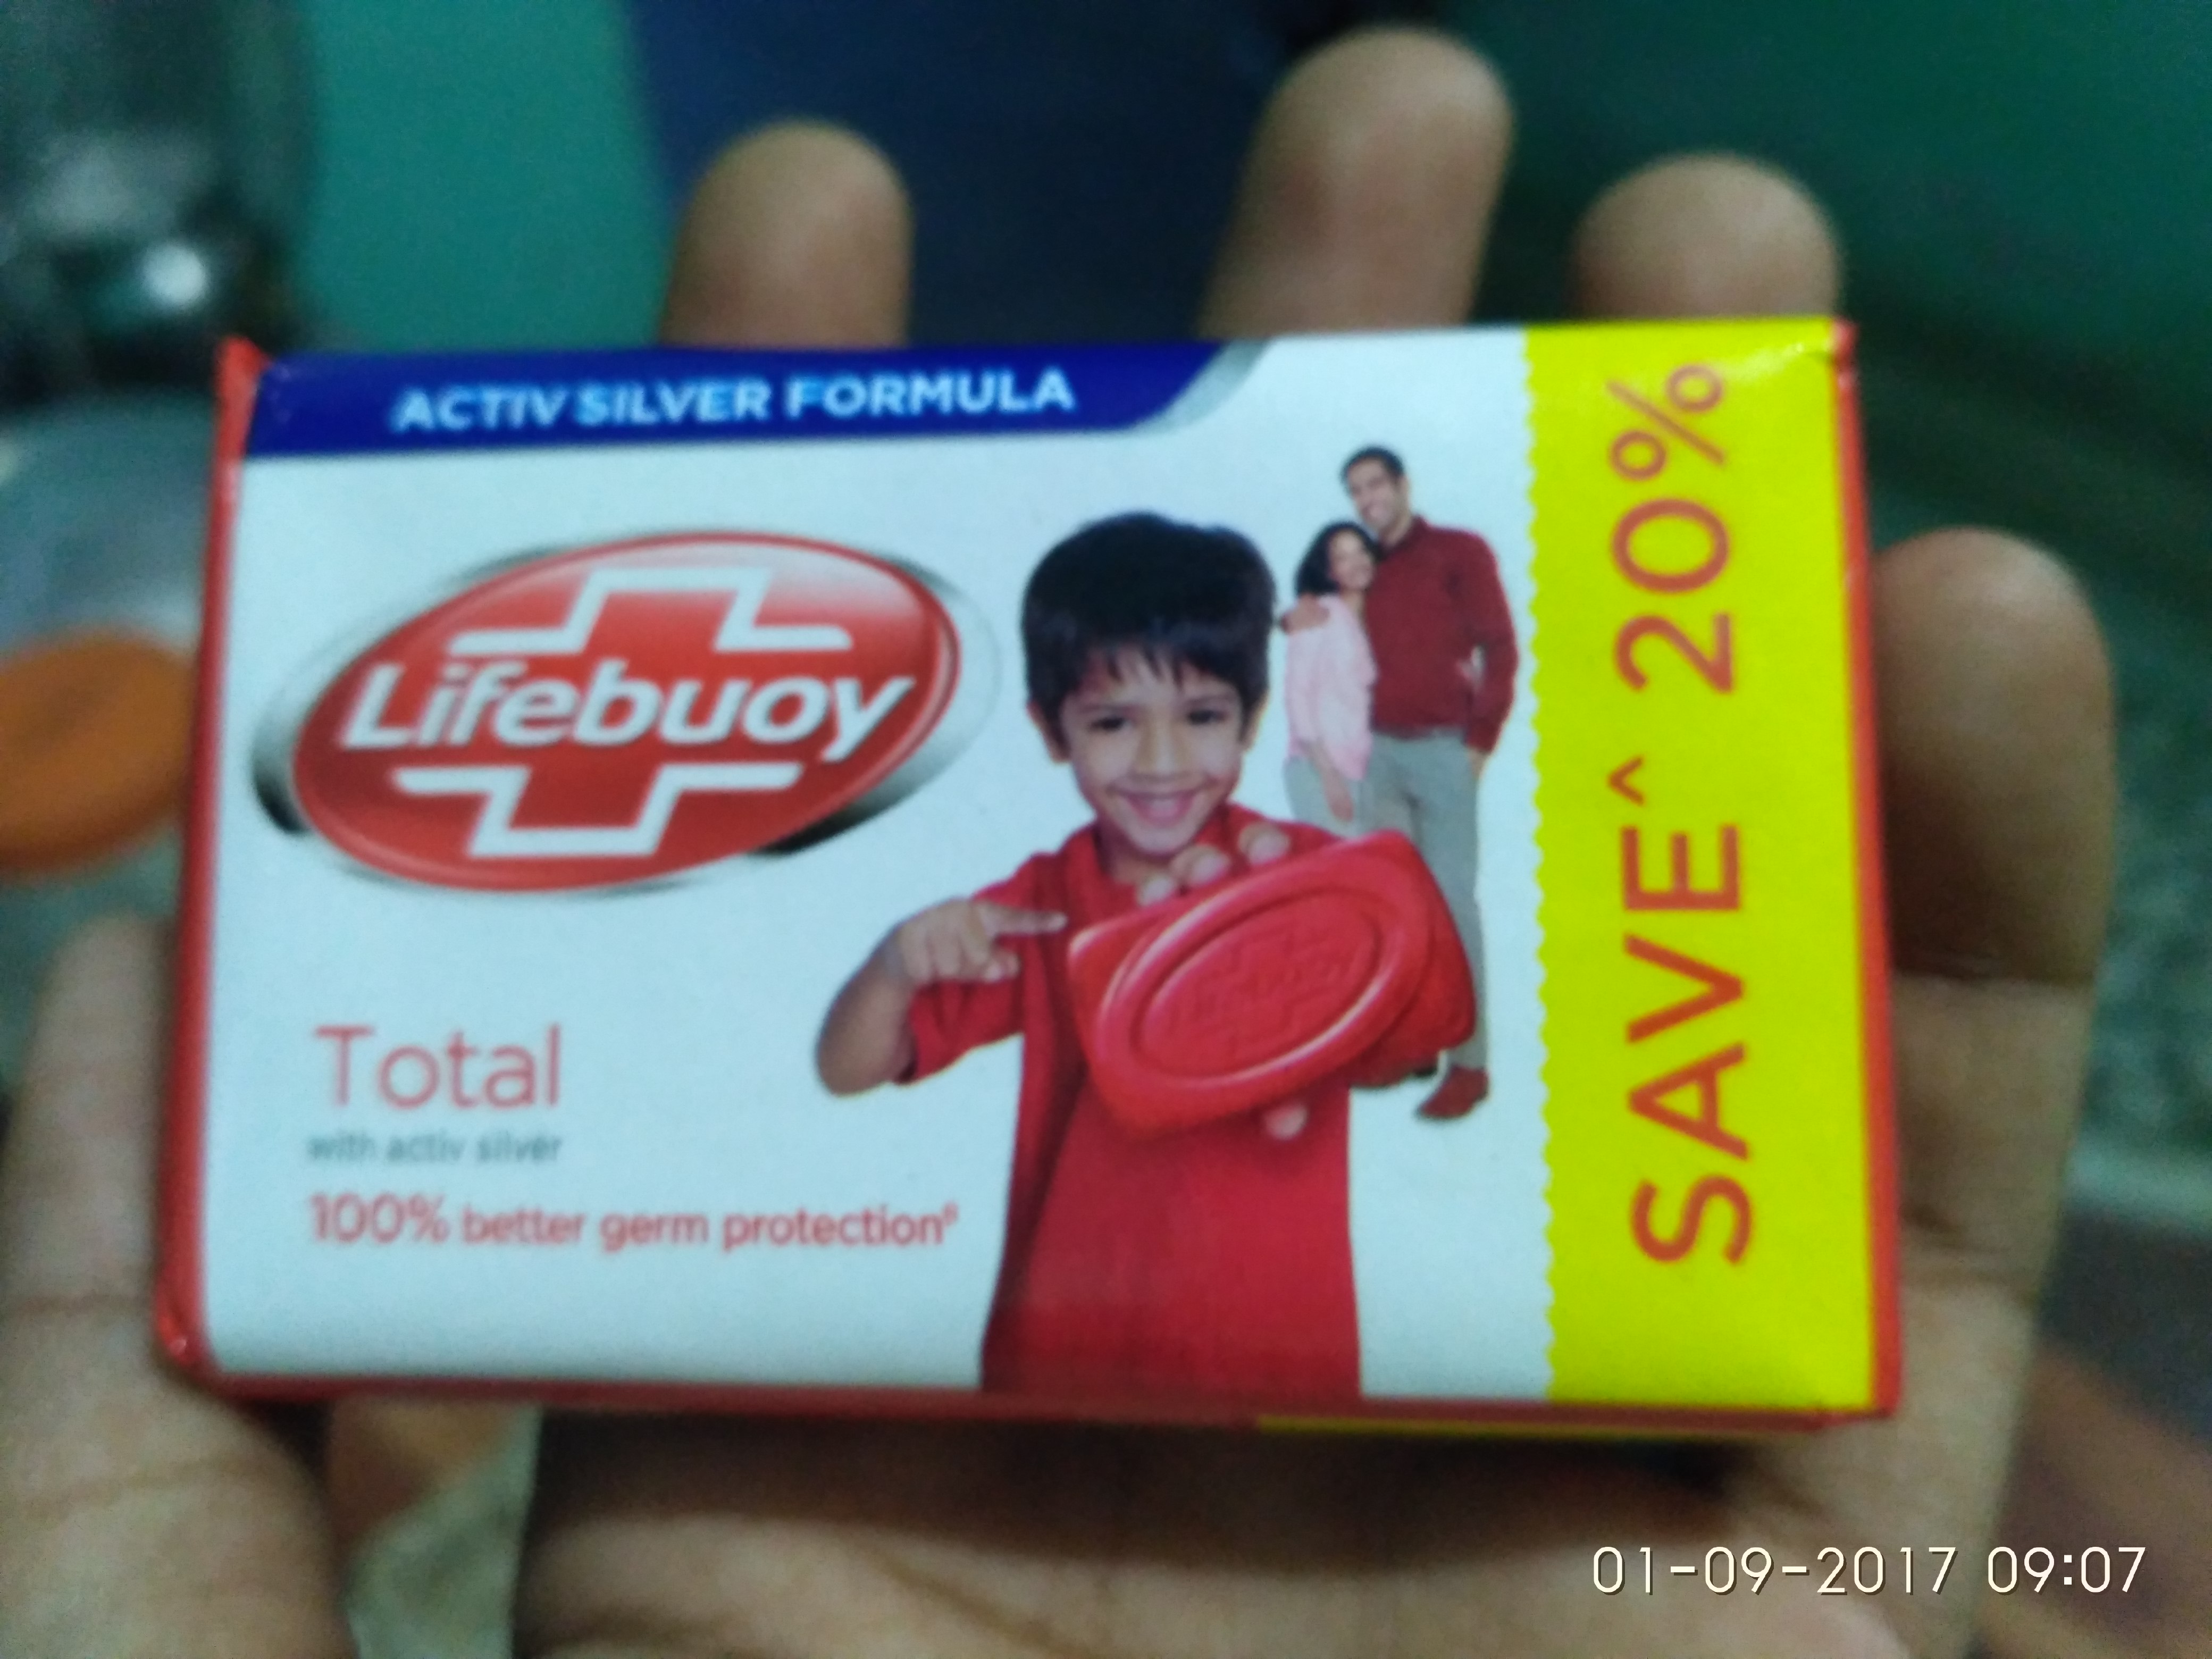 ACTIV SILVER FORMULA
Lifebuoy
Total
with activ silver
100% better germ protection§
SAVE^ 20%
01-09-2017 09:07